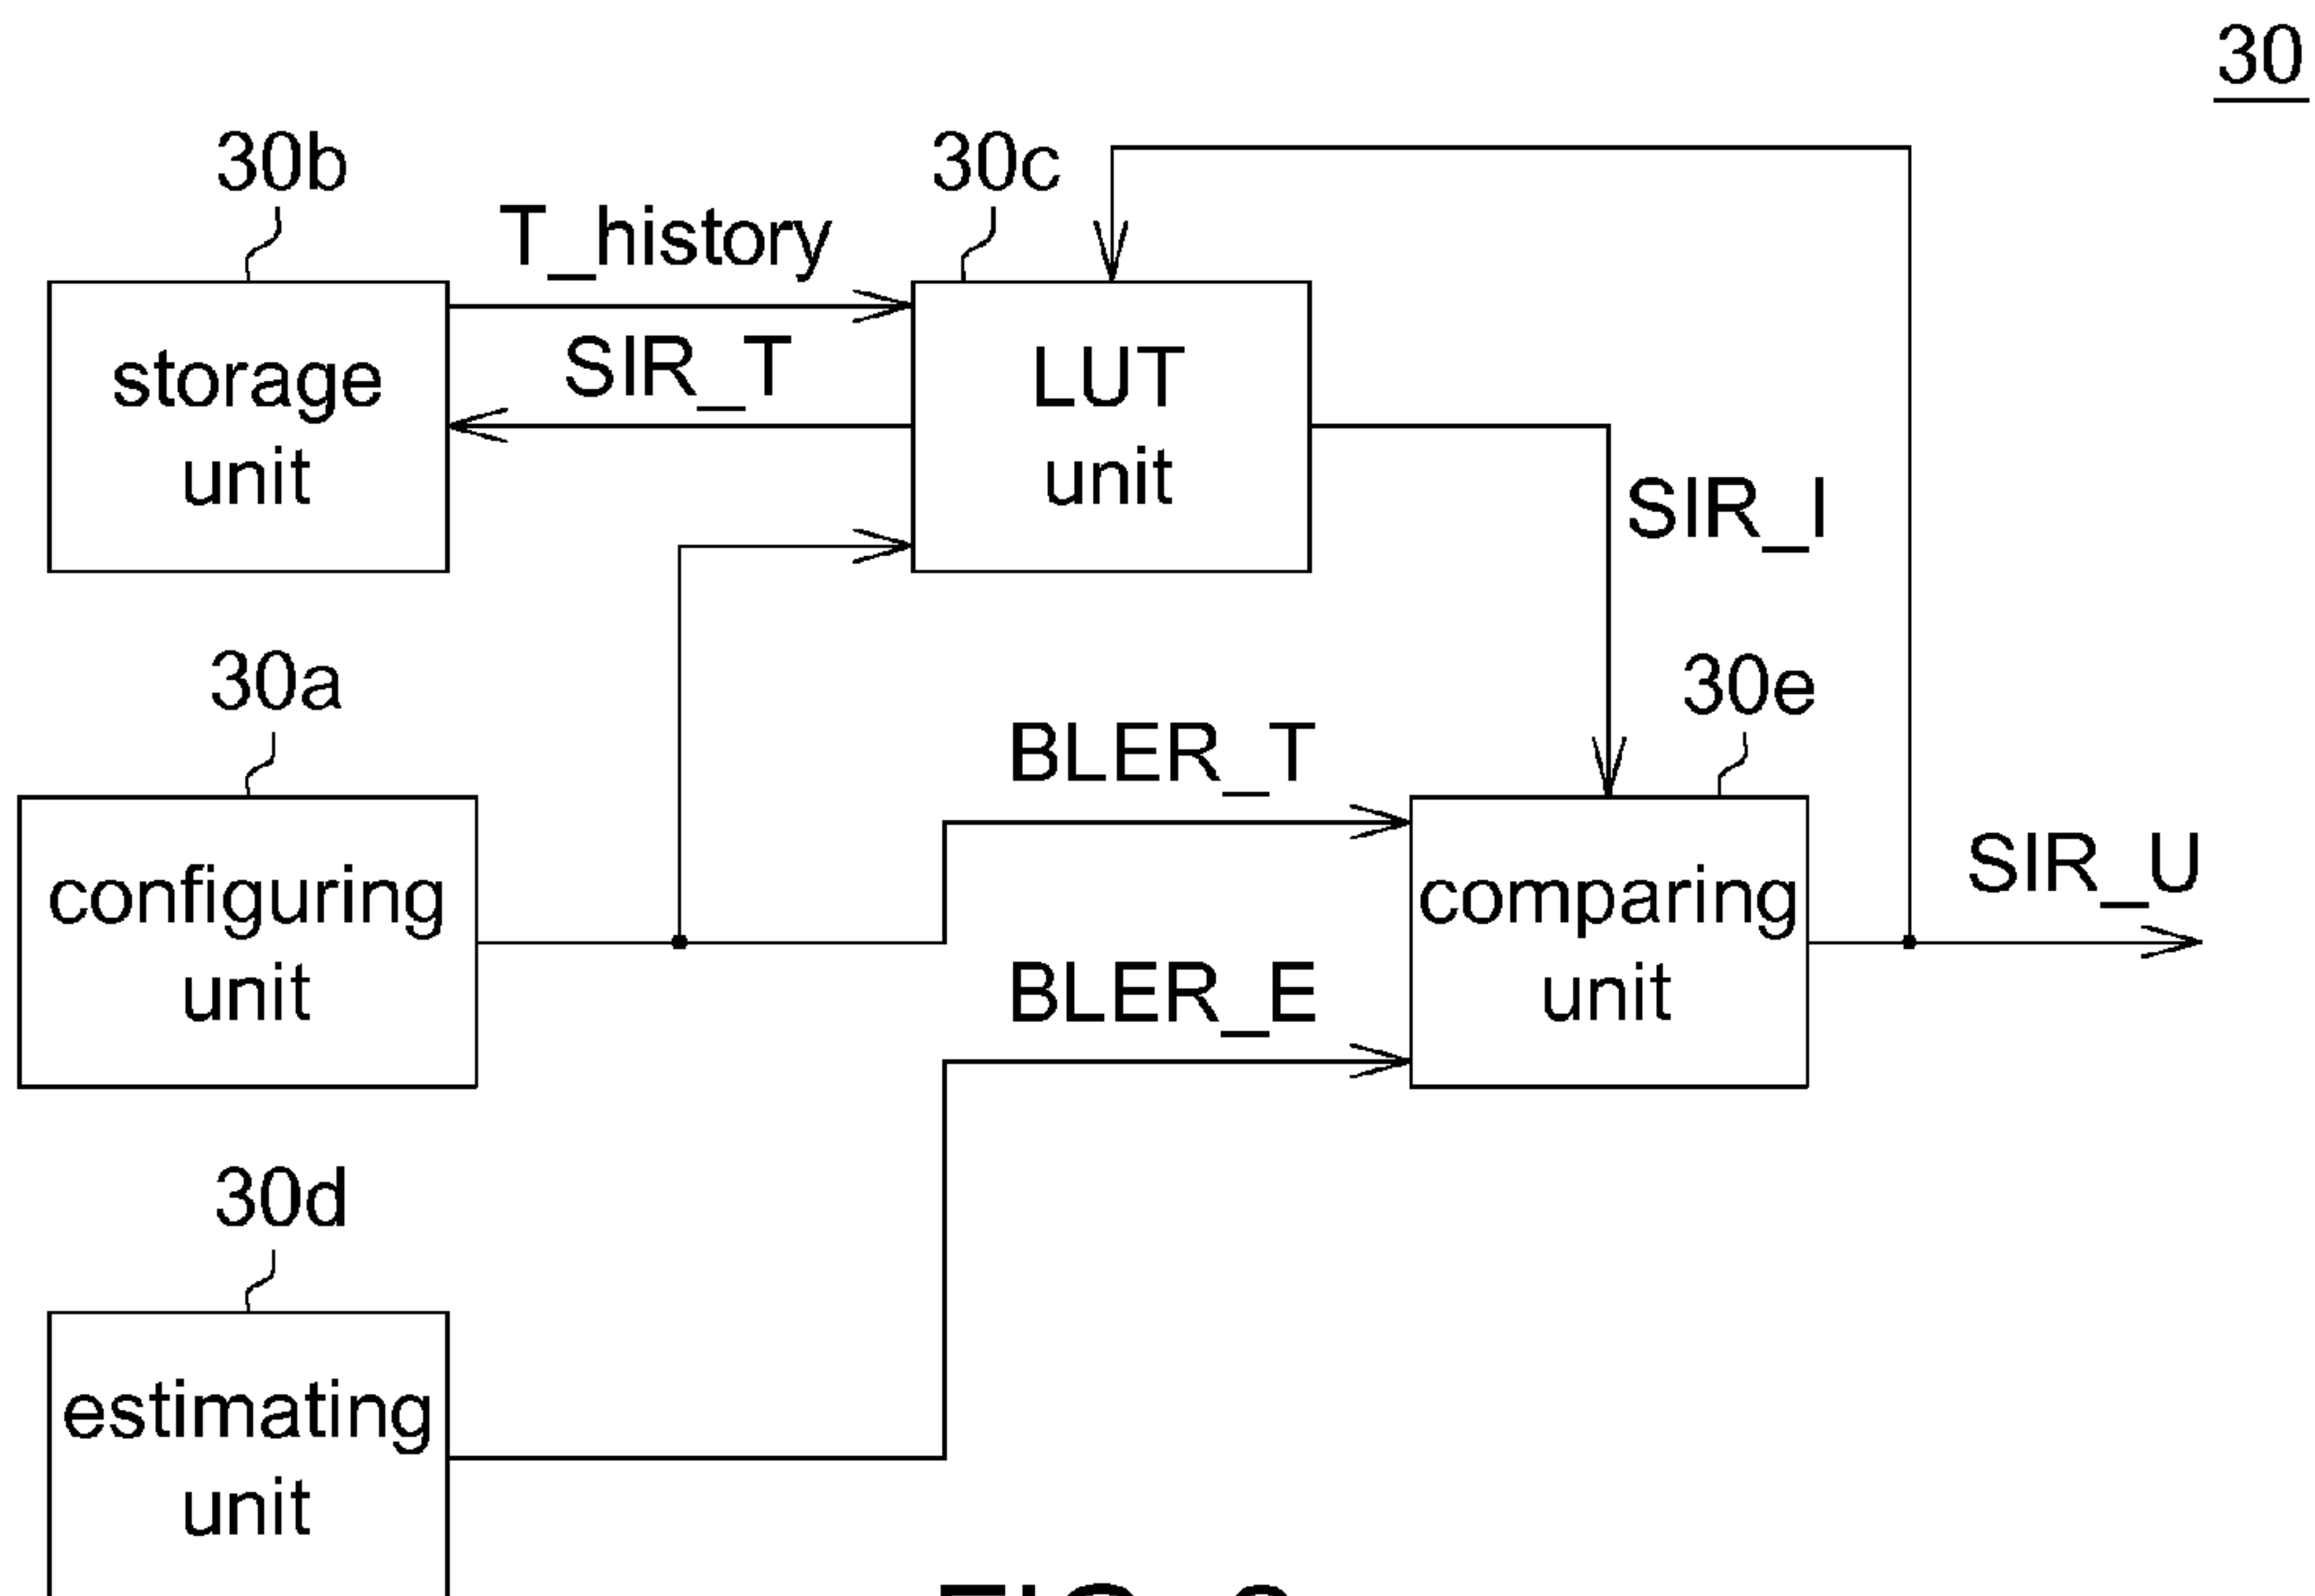 30
30b
30c
T_history
storage
unit
SIR_T
LUT
unit
SIR_I
30a
30e
BLER_T
configuring
unit
comparing
unit
SIR_U
BLER_E
30d
estimating
unit